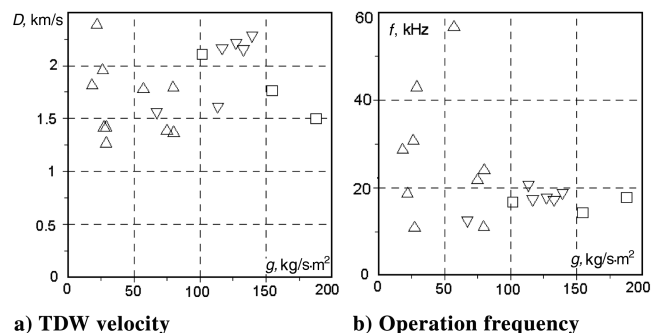 D, km/s
2
1.5
1
0.5
0
0 50 100 150 200
g, kg/s·m²
a) TDW velocity
60
f, kHz
40
20
0
0 50 100 150 200
g, kg/s·m²
b) Operation frequency